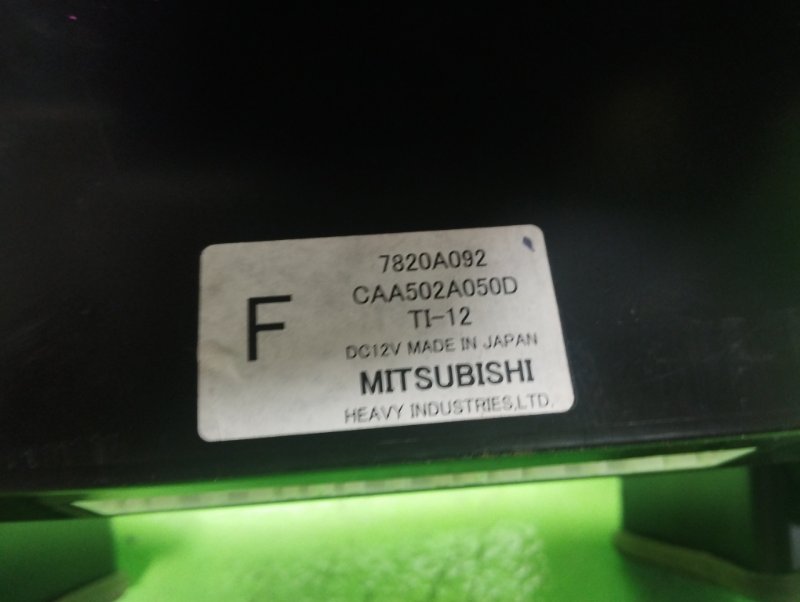 F
7820A092
CAA502A050D
TI-12
DC12V MADE IN JAPAN
MITSUBISHI
HEAVY INDUSTRIES,LTD.